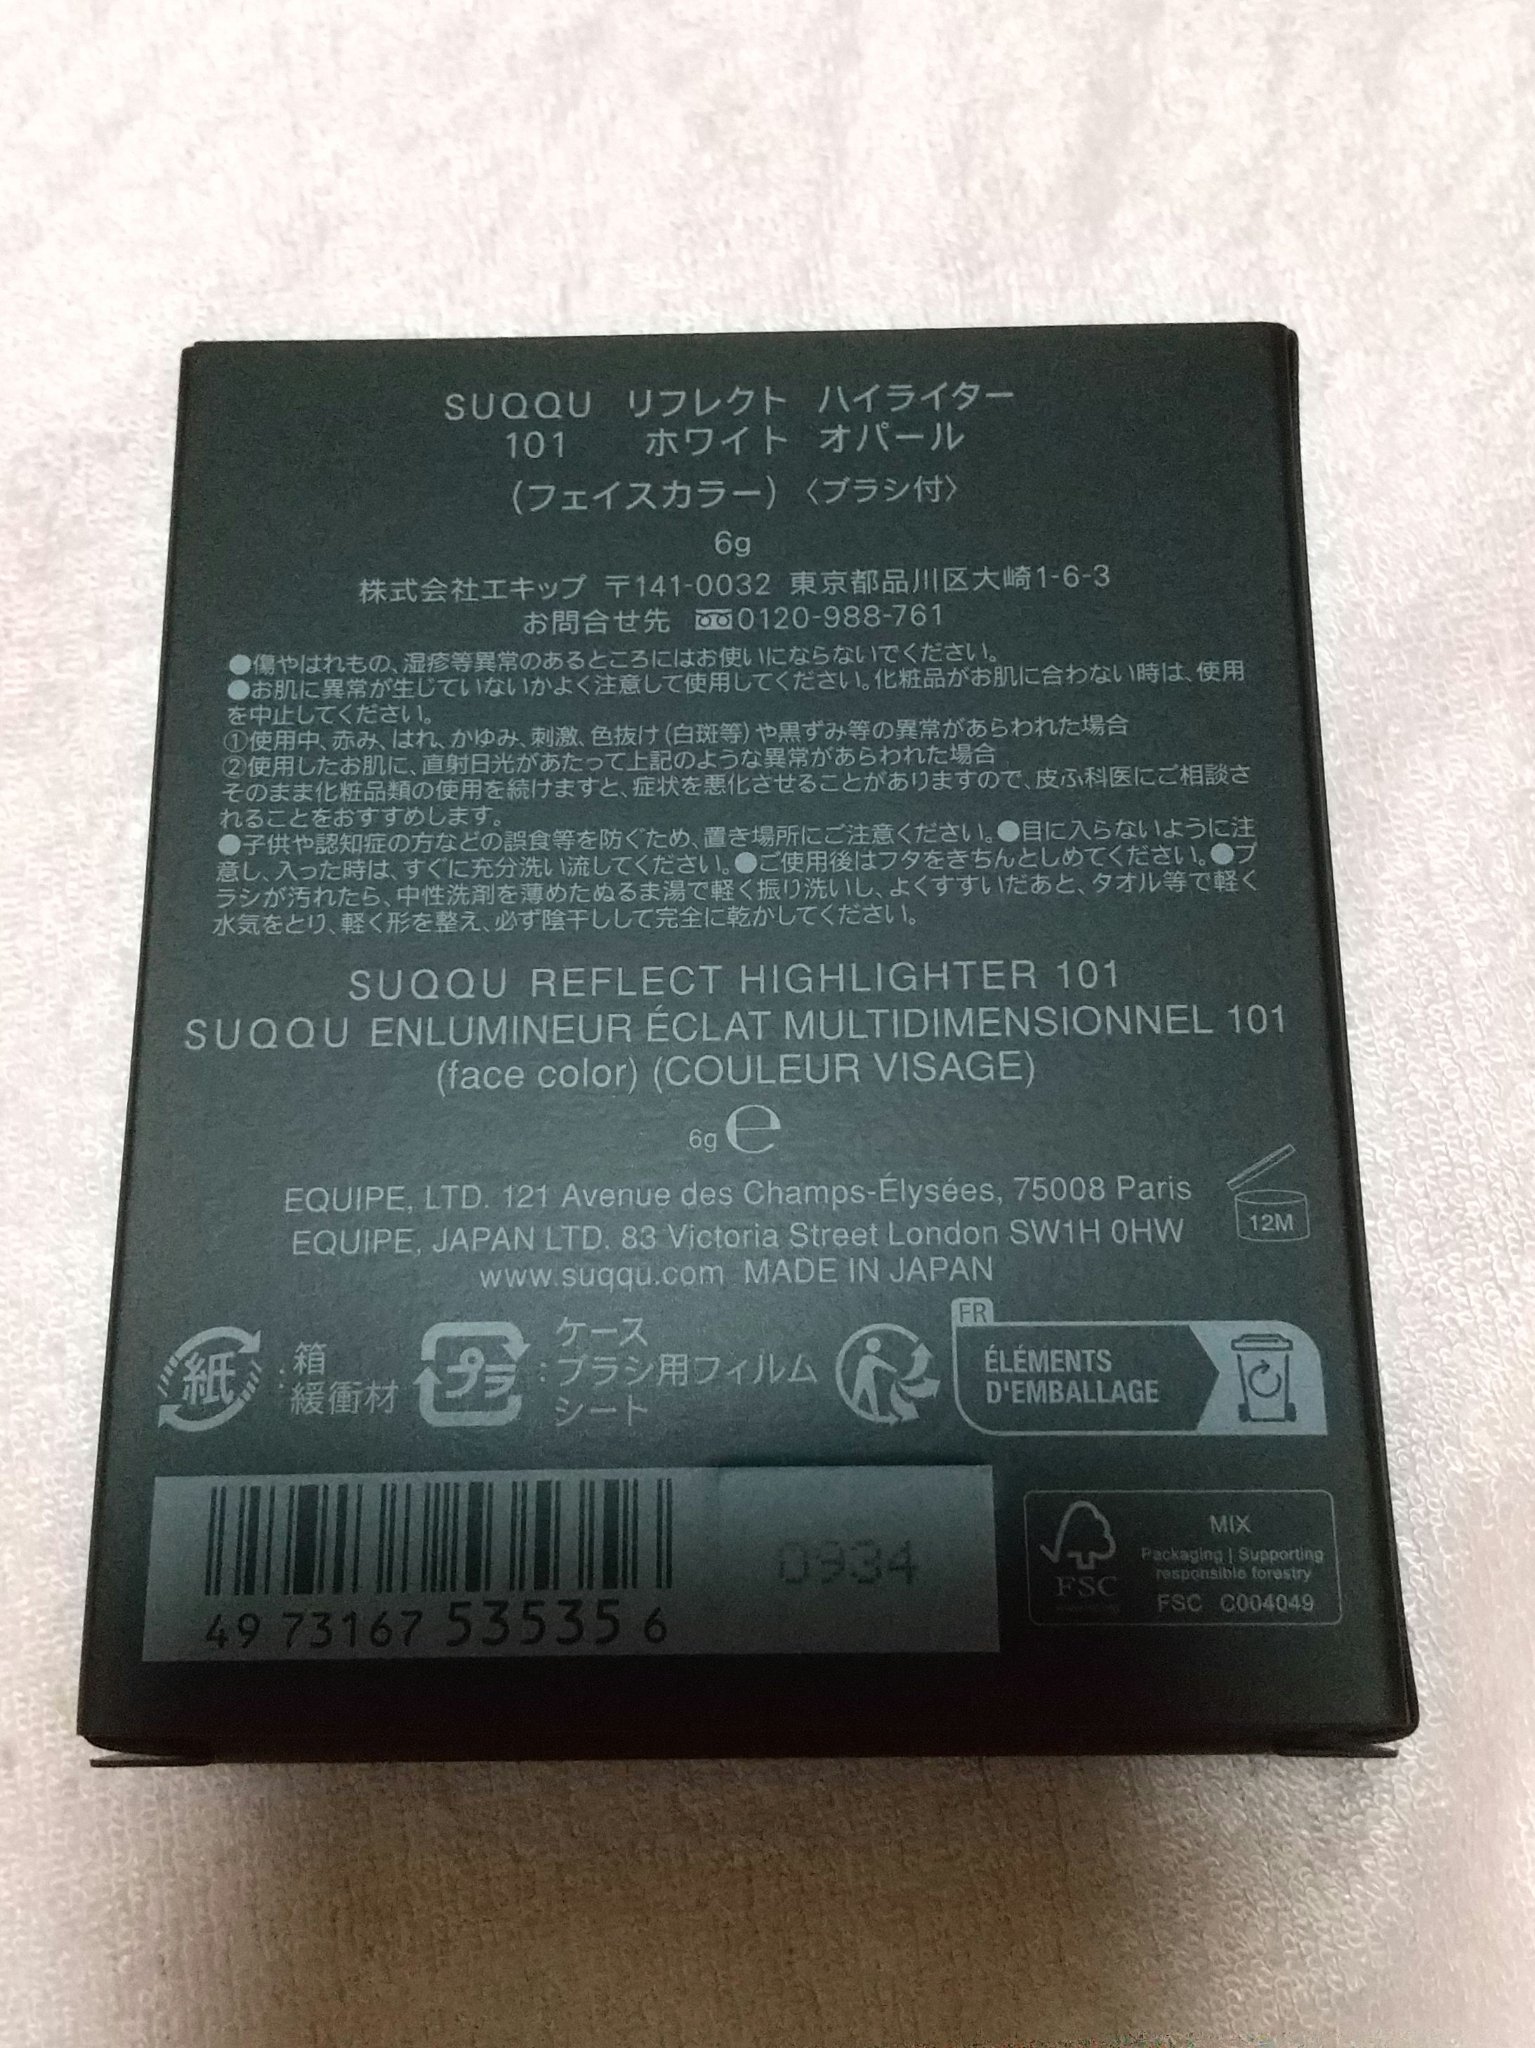 SUQQU リフレクト ハイライター
101 ホワイト オパール
(フェイスカラー)〈ブラシ付〉
6g
株式会社エキップ 〒141-0032 東京都品川区大崎1-6-3
お問合せ先 0120-988-761
●傷やはれもの、湿疹等異常のあるところにはお使いにならないでください。
●お肌に異常が生じていないかよく注意して使用してください。化粧品がお肌に合わない時は、使用
を中止してください。
①使用中、赤み、はれ、かゆみ、刺激、色抜け(白斑等)や黒ずみ等の異常があらわれた場合
②使用したお肌に、直射日光があたって上記のような異常があらわれた場合
そのまま化粧品類の使用を続けますと、症状を悪化させることがありますので、皮ふ科医にご相談さ
れることをおすすめします。
●子供や認知症の方などの誤食等を防ぐため、置き場所にご注意ください。●目に入らないように注
意し、入った時は、すぐに充分洗い流してください。●ご使用後はフタをきちんとしめてください。●ブ
ラシが汚れたら、中性洗剤を薄めたぬるま湯で軽く振り洗いし、よくすすいだあと、タオル等で軽く
水気をとり、軽く形を整え、必ず陰干しして完全に乾かしてください。
SUQQU REFLECT HIGHLIGHTER 101
SUQQU ENLUMINEUR ÉCLAT MULTIDIMENSIONNEL 101
(face color) (COULEUR VISAGE)
6g e
EQUIPE, LTD. 121 Avenue des Champs-Élysées, 75008 Paris
EQUIPE, JAPAN LTD. 83 Victoria Street London SW1H 0HW
www.suqqu.com MADE IN JAPAN
12M
紙 : 箱
緩衝材
プラ : ケース
ブラシ用フィルム
シート
FR
ÉLÉMENTS
D'EMBALLAGE
4973167535356
0934
FSC
MIX
Packaging | Supporting
responsible forestry
FSC C004049